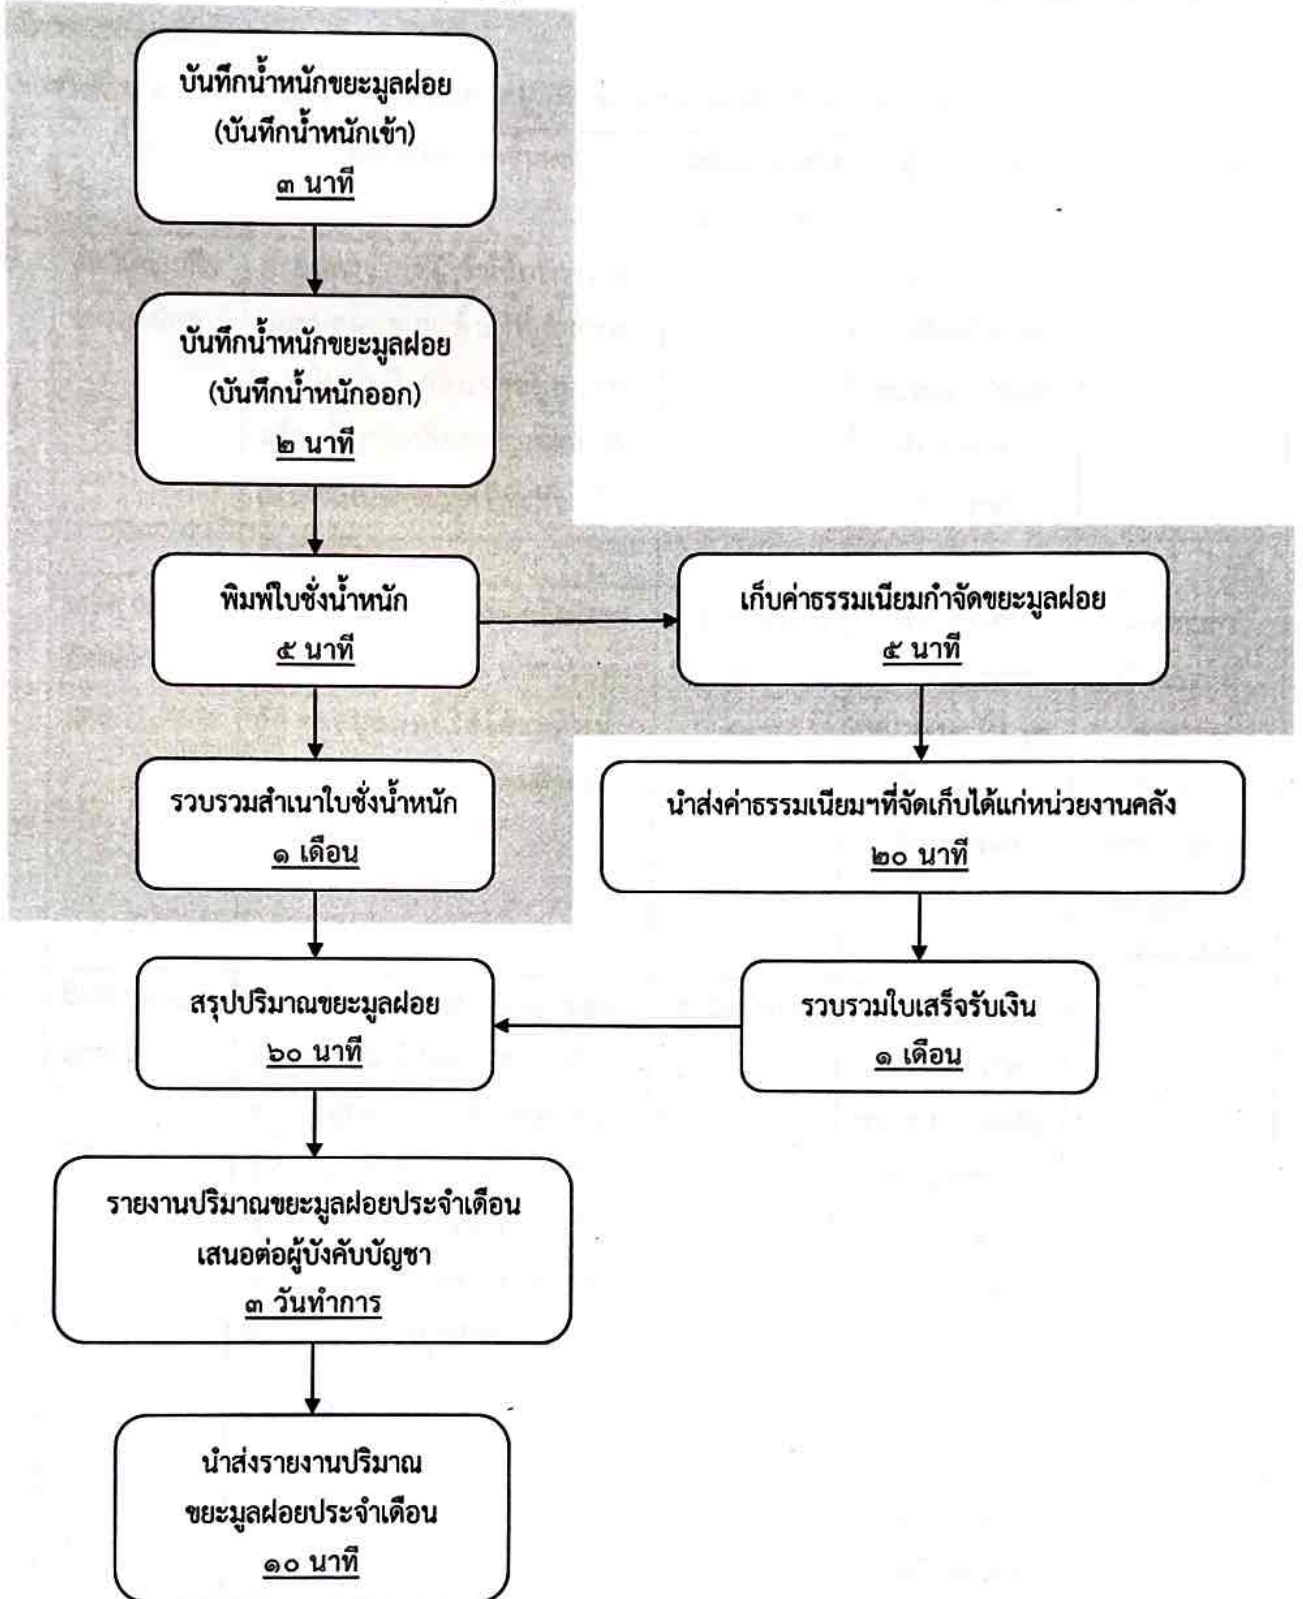 บันทึกน้ำหนักขยะมูลฝอย
(บันทึกน้ำหนักเข้า)
๓ นาที
บันทึกน้ำหนักขยะมูลฝอย
(บันทึกน้ำหนักออก)
๒ นาที
พิมพ์ใบชั่งน้ำหนัก
๕ นาที
เก็บค่าธรรมเนียมกำจัดขยะมูลฝอย
๕ นาที
รวบรวมสำเนาใบชั่งน้ำหนัก
๑ เดือน
นำส่งค่าธรรมเนียมฯที่จัดเก็บได้แก่หน่วยงานคลัง
๒๐ นาที
สรุปปริมาณขยะมูลฝอย
๖๐ นาที
รวบรวมใบเสร็จรับเงิน
๑ เดือน
รายงานปริมาณขยะมูลฝอยประจำเดือน
เสนอต่อผู้บังคับบัญชา
๓ วันทำการ
นำส่งรายงานปริมาณ
ขยะมูลฝอยประจำเดือน
๑๐ นาที